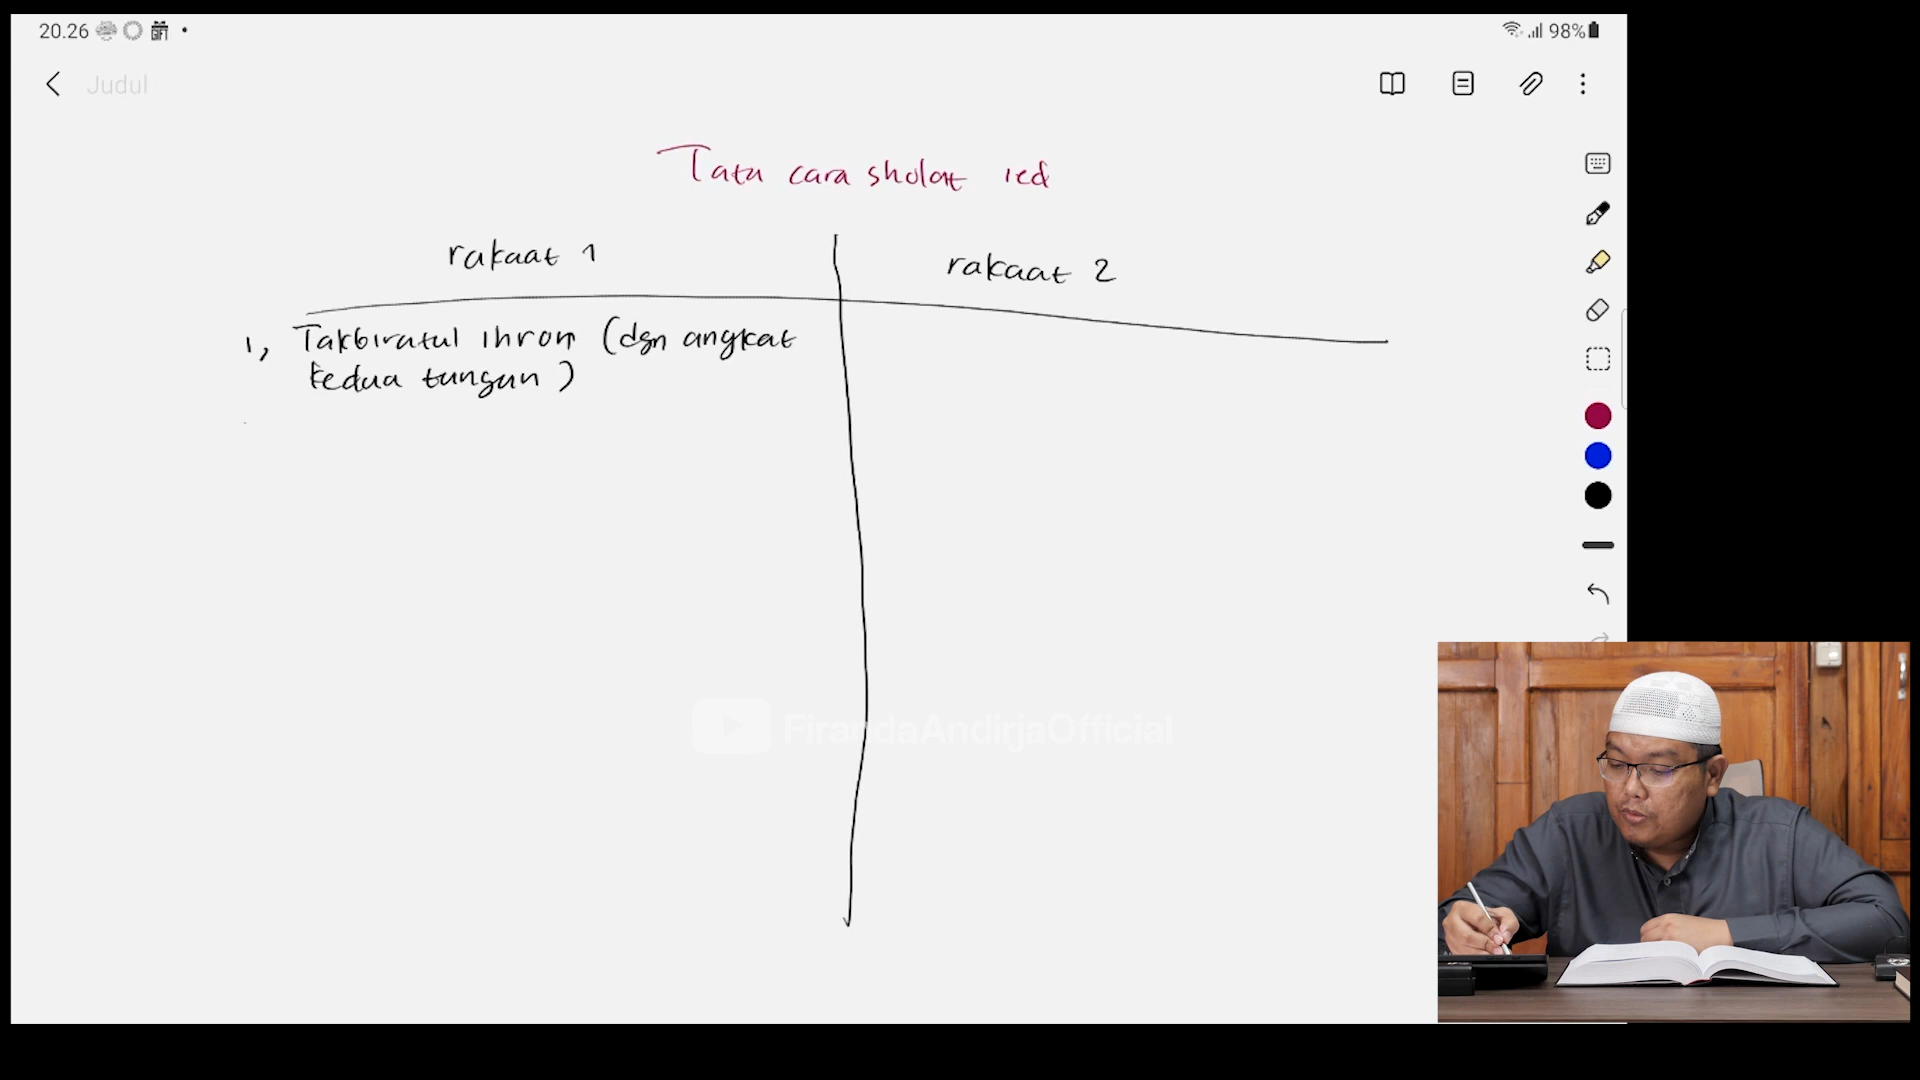 20.26
98%
Judul
Tata cara sholat ied
rakaat 1
rakaat 2
1, Takbiratul ihrom (dgn angkat
kedua tangan)
FirandaAndirjaOfficial